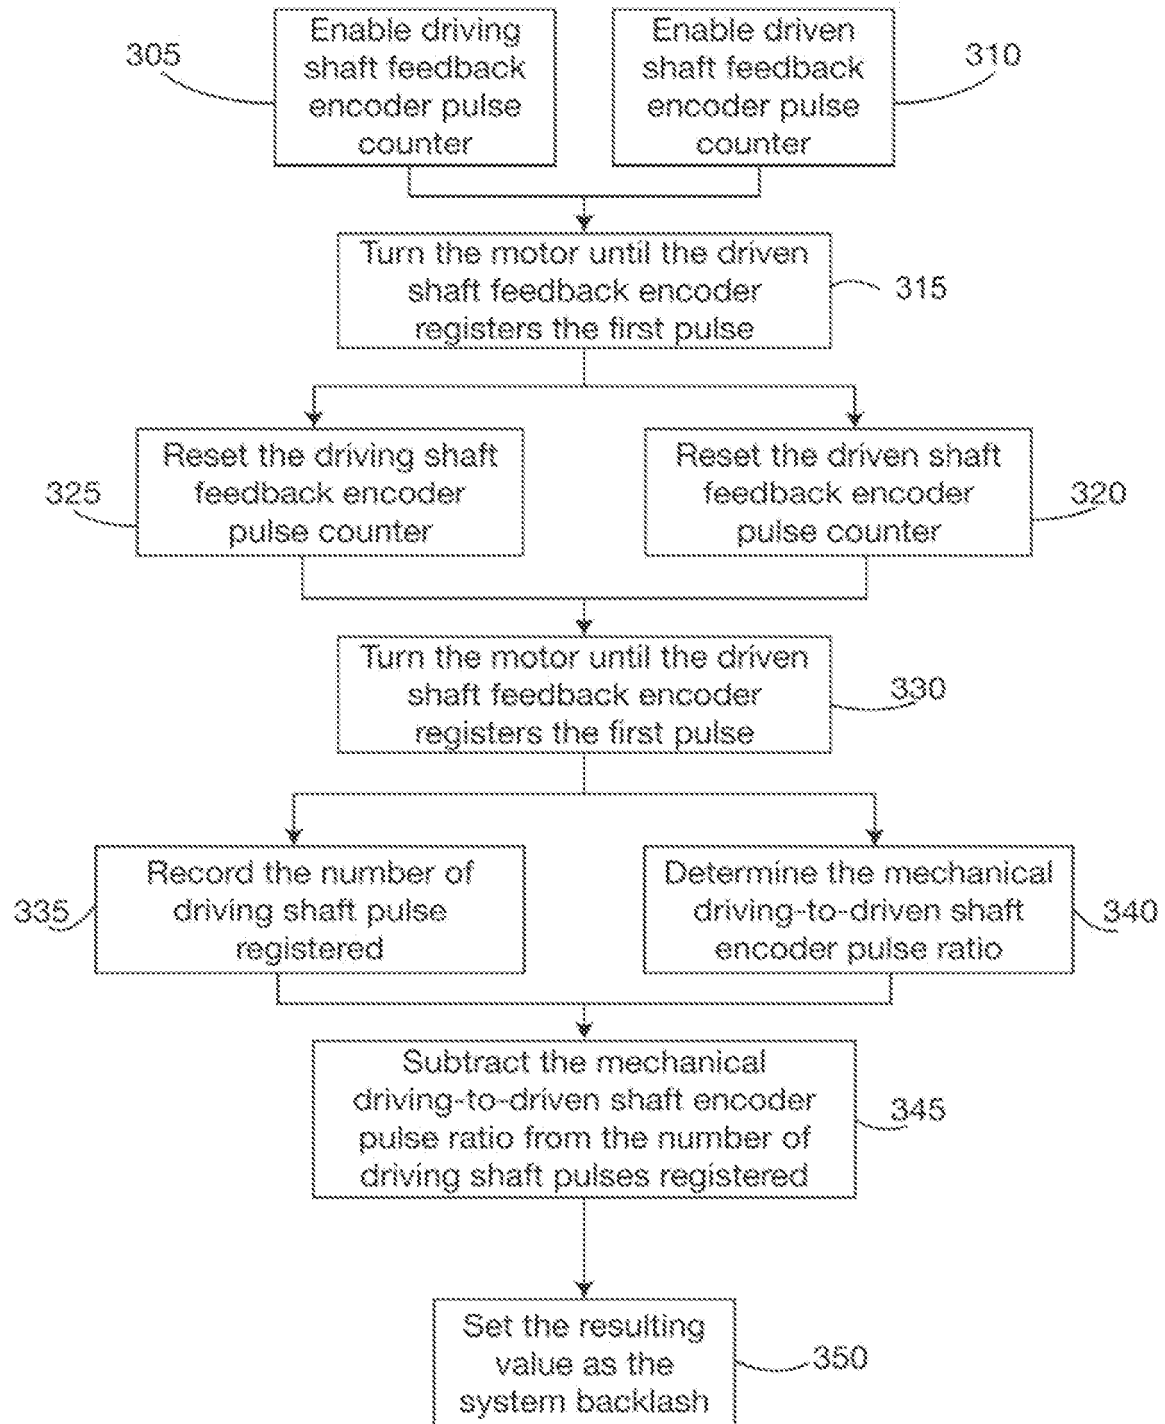 305
Enable driving
shaft feedback
encoder pulse
counter
Enable driven
shaft feedback
encoder pulse
counter
310
Turn the motor until the driven
shaft feedback encoder
registers the first pulse
315
325
Reset the driving shaft
feedback encoder
pulse counter
Reset the driven shaft
feedback encoder
pulse counter
320
Turn the motor until the driven
shaft feedback encoder
registers the first pulse
330
335
Record the number of
driving shaft pulse
registered
Determine the mechanical
driving-to-driven shaft
encoder pulse ratio
340
Subtract the mechanical
driving-to-driven shaft encoder
pulse ratio from the number of
driving shaft pulses registered
345
Set the resulting
value as the
system backlash
350